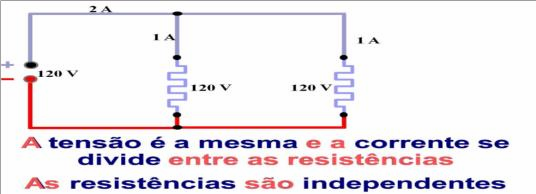 2 A
1 A
1 A
+
120 V
−
120 V
120 V
A tensão é a mesma e a corrente se
divide entre as resistências
As resistências são independentes